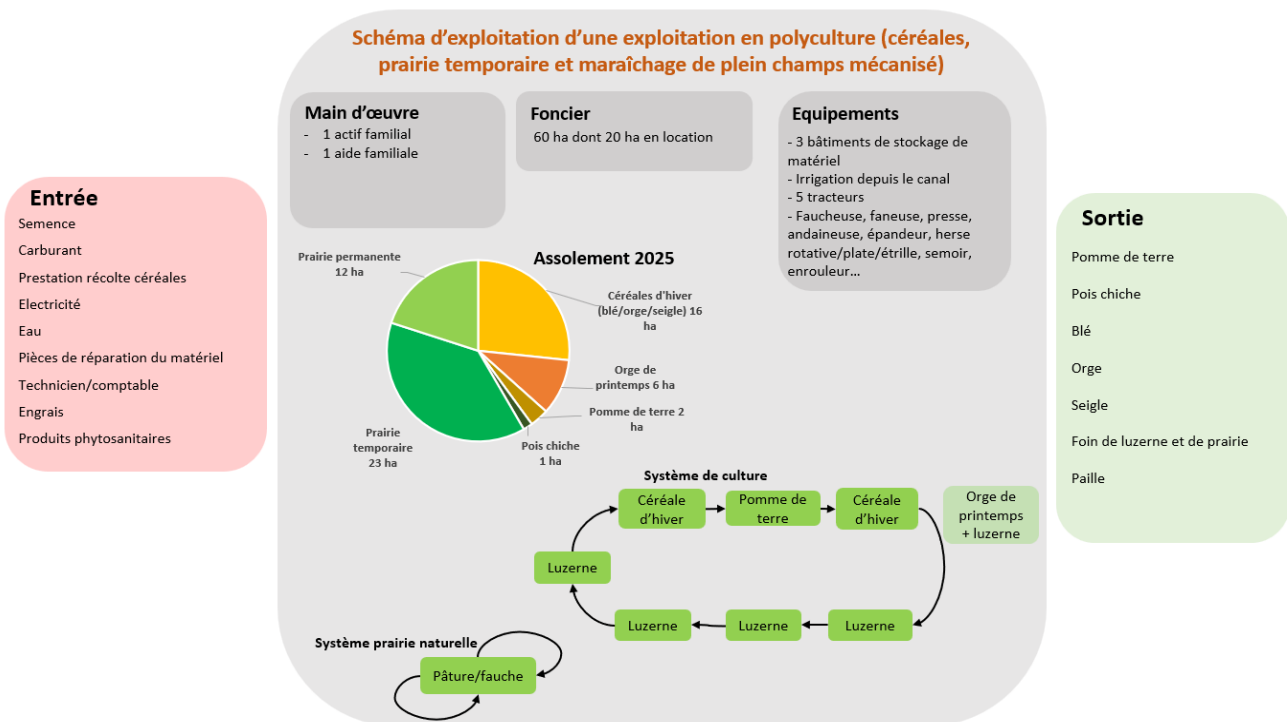 Schéma d'exploitation d'une exploitation en polyculture (céréales,
prairie temporaire et maraîchage de plein champs mécanisé)
Main d'œuvre
- 1 actif familial
- 1 aide familiale
Foncier
60 ha dont 20 ha en location
Equipements
- 3 bâtiments de stockage de
matériel
- Irrigation depuis le canal
- 5 tracteurs
- Faucheuse, faneuse, presse,
andaineuse, épandeur, herse
rotative/plate/étrille, semoir,
enrouleur…
Entrée
Semence
Carburant
Prestation récolte céréales
Electricité
Eau
Pièces de réparation du matériel
Technicien/comptable
Engrais
Produits phytosanitaires
Assolement 2025
Prairie permanente
12 ha
Céréales d'hiver
(blé/orge/seigle) 16
ha
Orge de
printemps 6 ha
Pomme de terre 2
ha
Pois chiche
1 ha
Prairie
temporaire
23 ha
Sortie
Pomme de terre
Pois chiche
Blé
Orge
Seigle
Foin de luzerne et de prairie
Paille
Système de culture
Céréale
d'hiver
Pomme de
terre
Céréale
d'hiver
Orge de
printemps
+ luzerne
Luzerne
Luzerne
Luzerne
Luzerne
Système prairie naturelle
Pâture/fauche